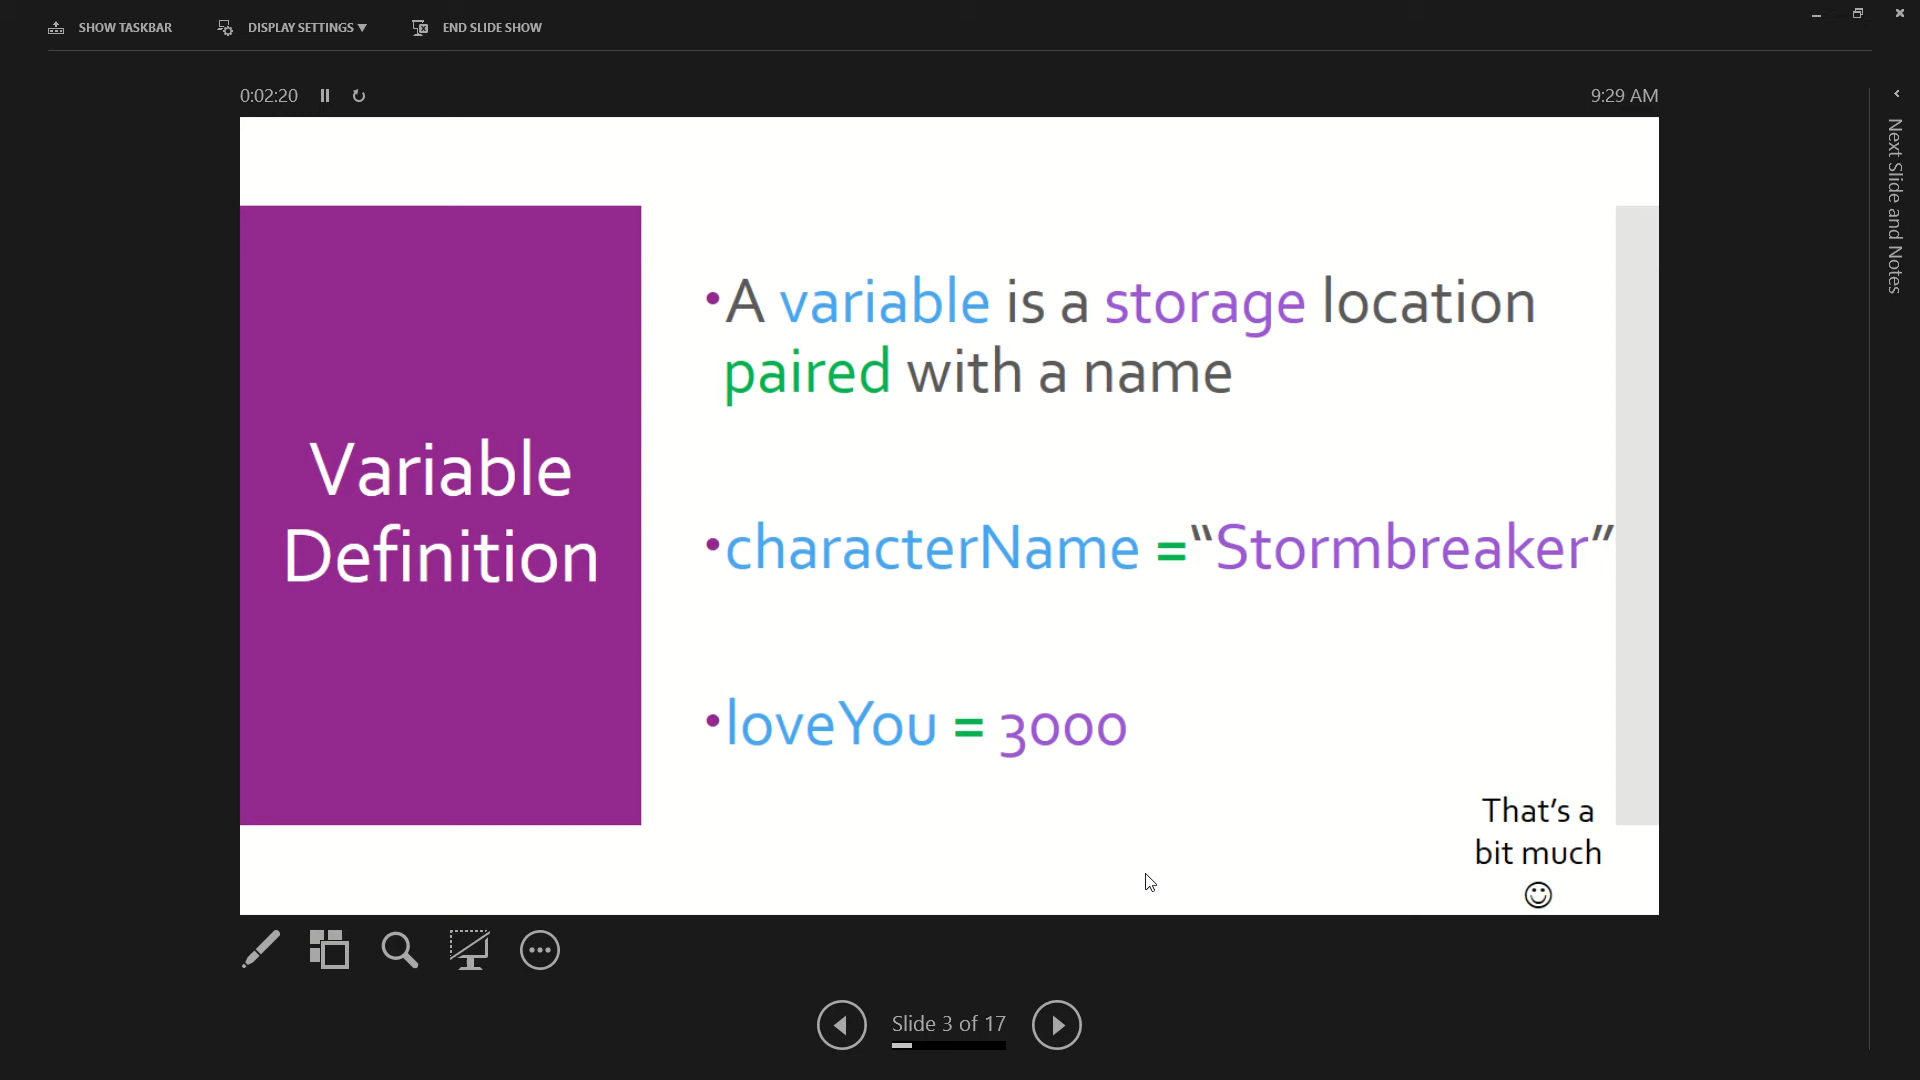 SHOW TASKBAR
DISPLAY SETTINGS
END SLIDE SHOW
0:02:20
9:29 AM
Next Slide and Notes
Variable
Definition
•A variable is a storage location
paired with a name
•characterName =“Stormbreaker”
•loveYou = 3000
That’s a
bit much
☺
Slide 3 of 17